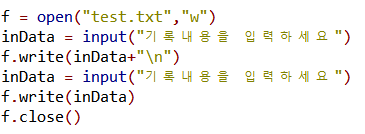 f = open("test.txt","w")
inData = input("기록내용을 입력하세요")
f.write(inData+"\n")
inData = input("기록내용을 입력하세요")
f.write(inData)
f.close()